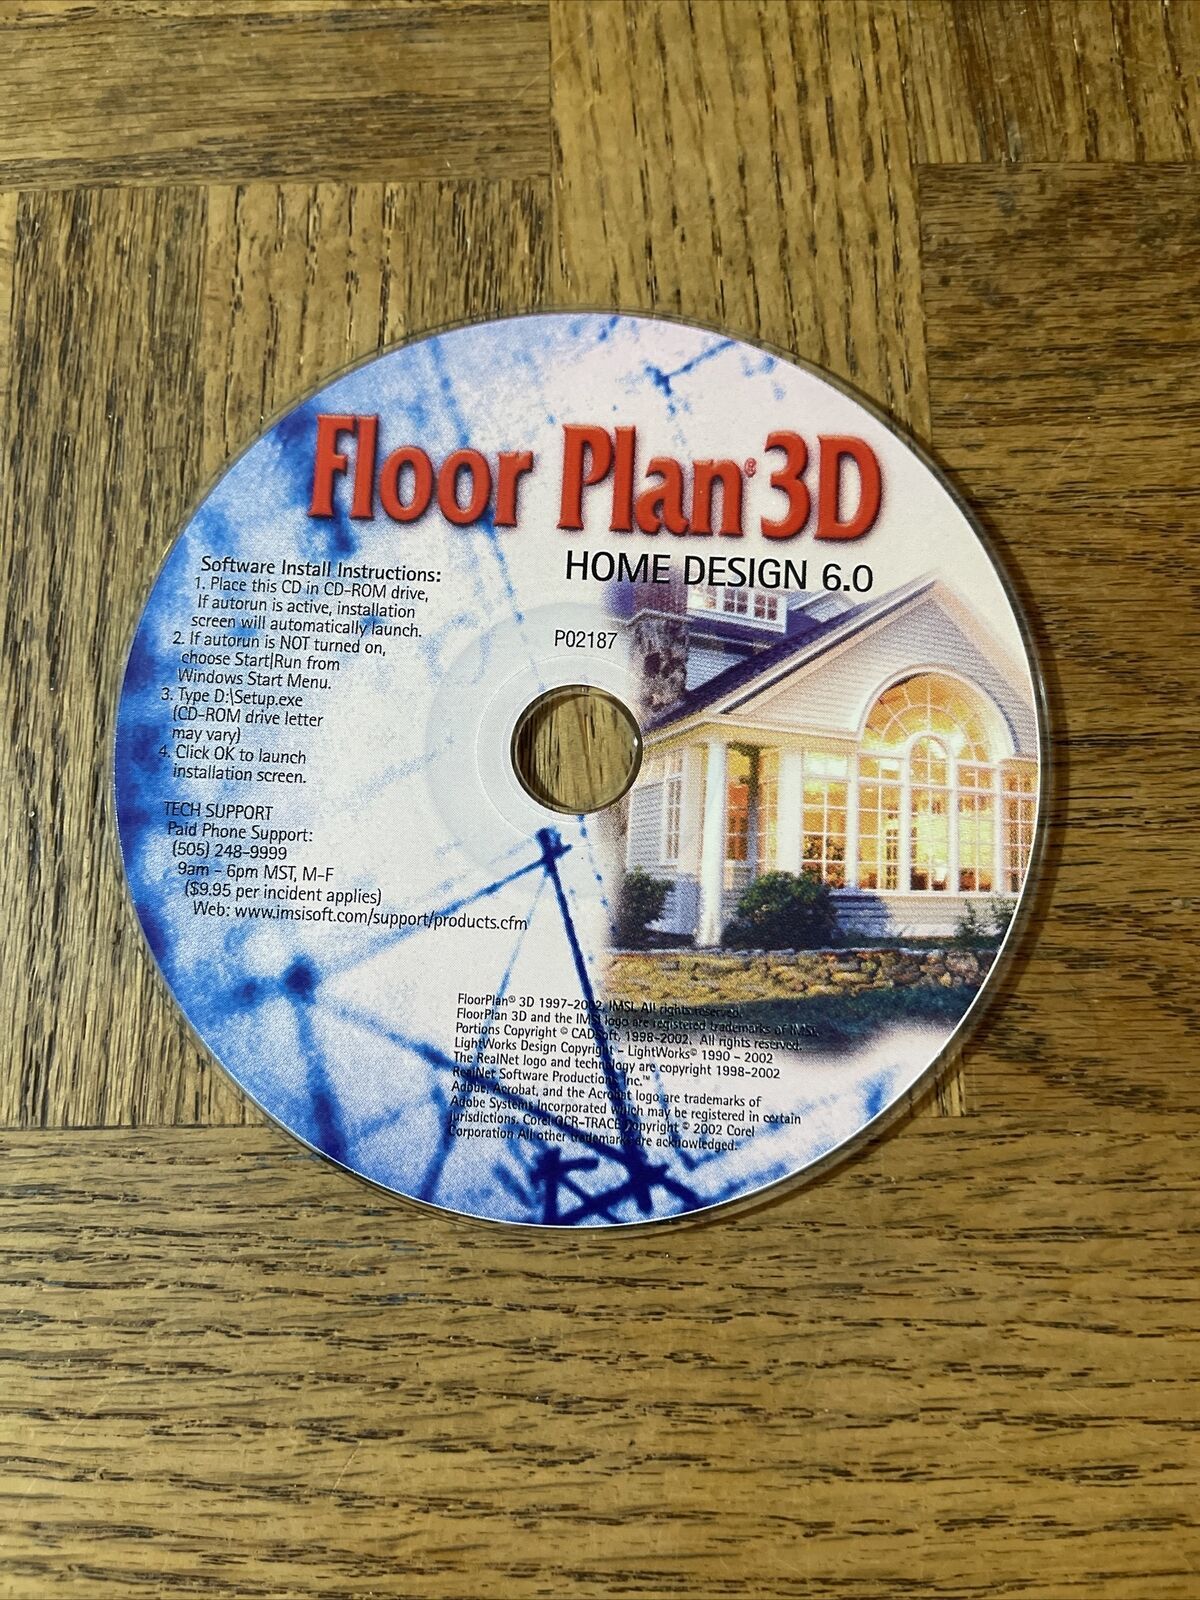 Floor Plan® 3D
HOME DESIGN 6.0
P02187
Software Install Instructions:
1. Place this CD in CD-ROM drive,
If autorun is active, installation
screen will automatically launch.
2. If autorun is NOT turned on,
choose Start|Run from
Windows Start Menu.
3. Type D:\Setup.exe
(CD-ROM drive letter
may vary)
4. Click OK to launch
installation screen.
TECH SUPPORT
Paid Phone Support:
(505) 248-9999
9am - 6pm MST, M-F
($9.95 per incident applies)
Web: www.imsisoft.com/support/products.cfm
FloorPlan® 3D 1997-2002, IMSI. All rights reserved.
FloorPlan 3D and the IMSI logo are registered trademarks of IMSI.
Portions Copyright © CADSoft, 1998-2002. All rights reserved.
LightWorks Design Copyright - LightWorks© 1990 - 2002
The RealNet logo and technology are copyright 1998-2002
RealNet Software Productions Inc.™
Adobe, Acrobat, and the Acrobat logo are trademarks of
Adobe Systems Incorporated which may be registered in certain
jurisdictions. Corel OCR-TRACE Copyright © 2002 Corel
Corporation All other trademarks are acknowledged.